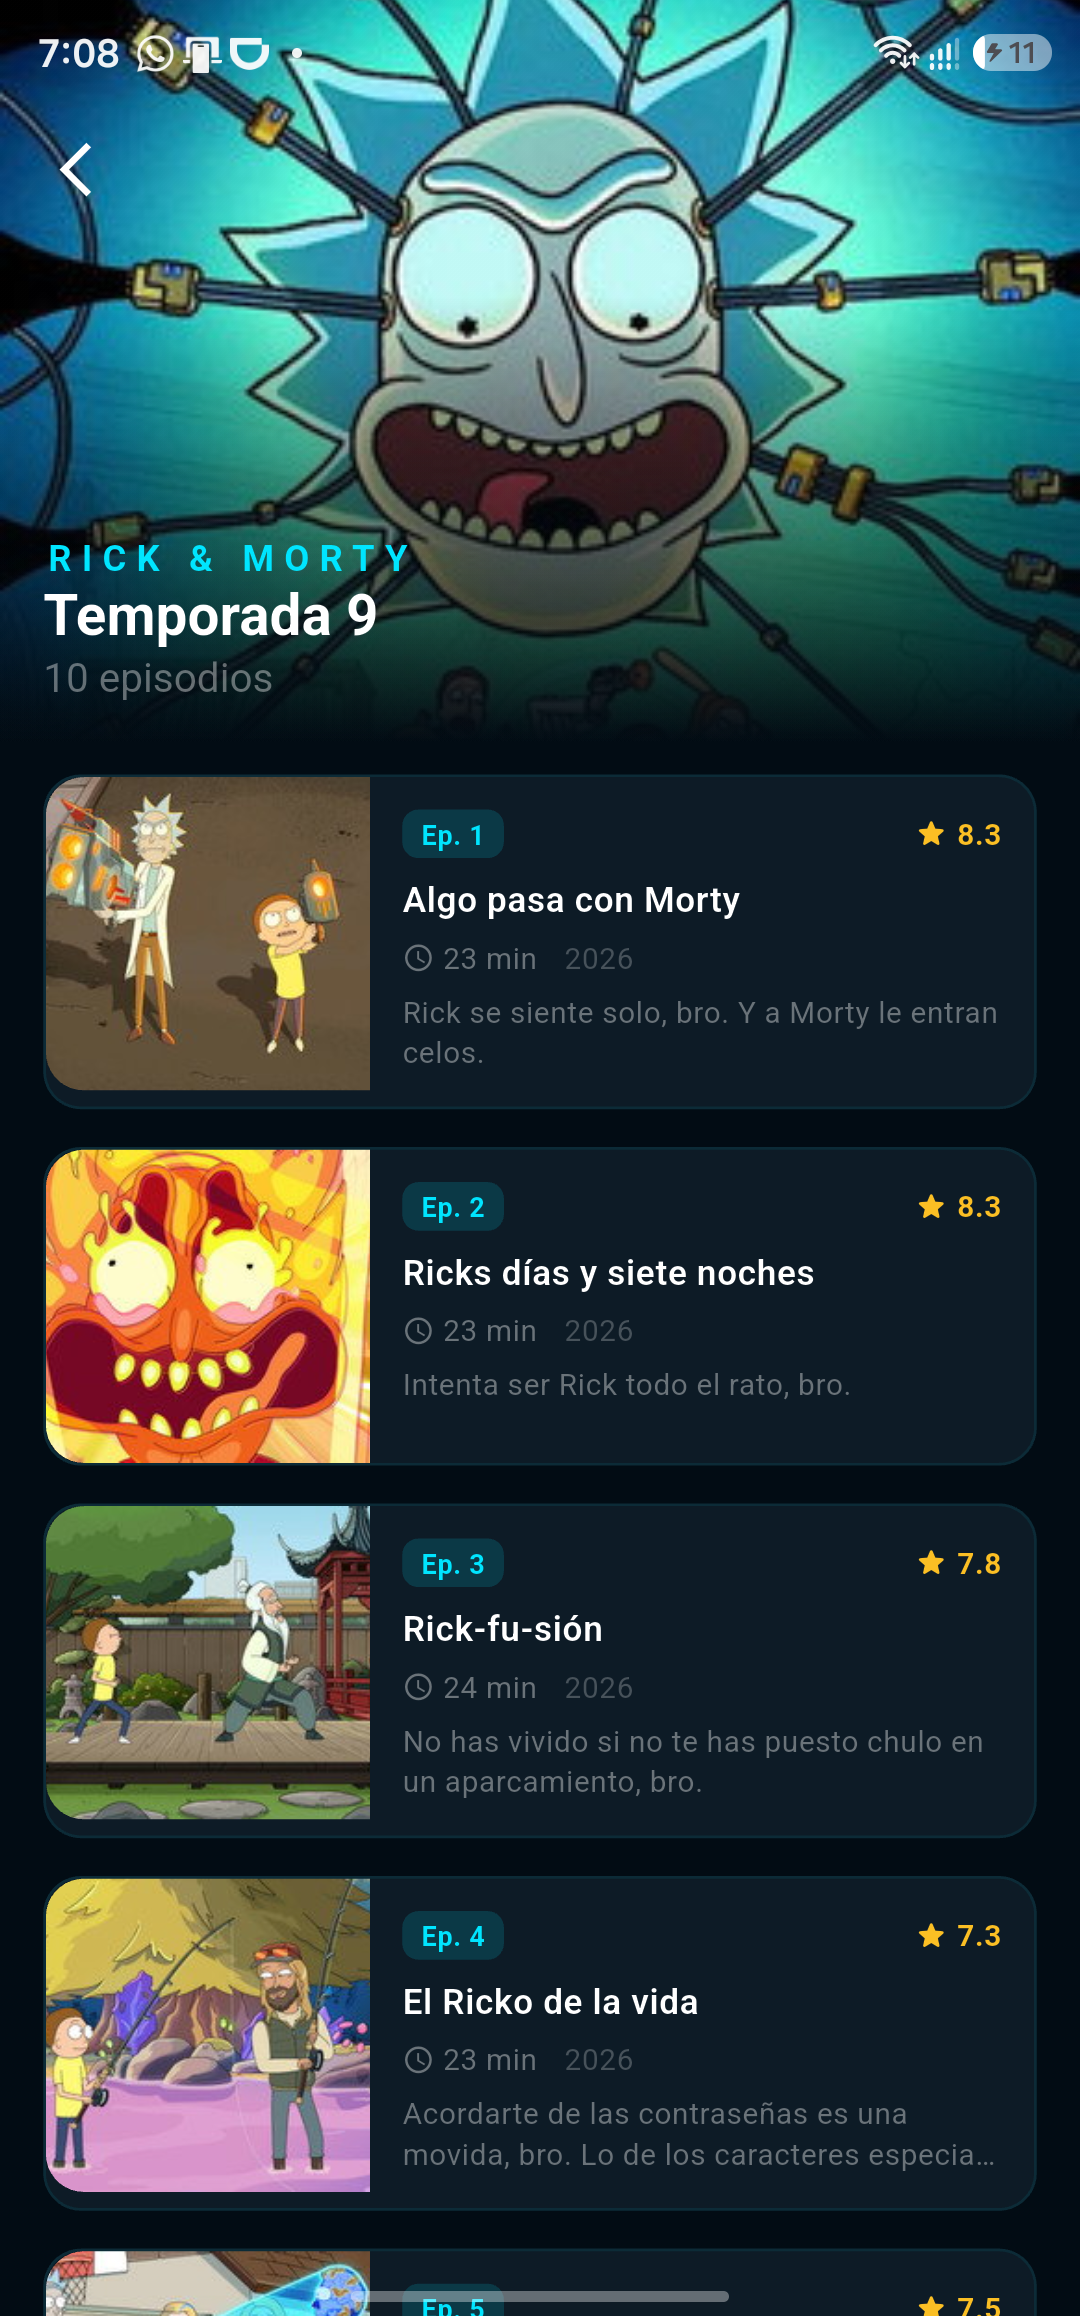 7:08
11
RICK & MORTY
Temporada 9
10 episodios
Ep. 1
8.3
Algo pasa con Morty
23 min 2026
Rick se siente solo, bro. Y a Morty le entran
celos.
Ep. 2
8.3
Ricks días y siete noches
23 min 2026
Intenta ser Rick todo el rato, bro.
Ep. 3
7.8
Rick-fu-sión
24 min 2026
No has vivido si no te has puesto chulo en
un aparcamiento, bro.
Ep. 4
7.3
El Ricko de la vida
23 min 2026
Acordarte de las contraseñas es una
movida, bro. Lo de los caracteres especia...
Ep. 5
7.5